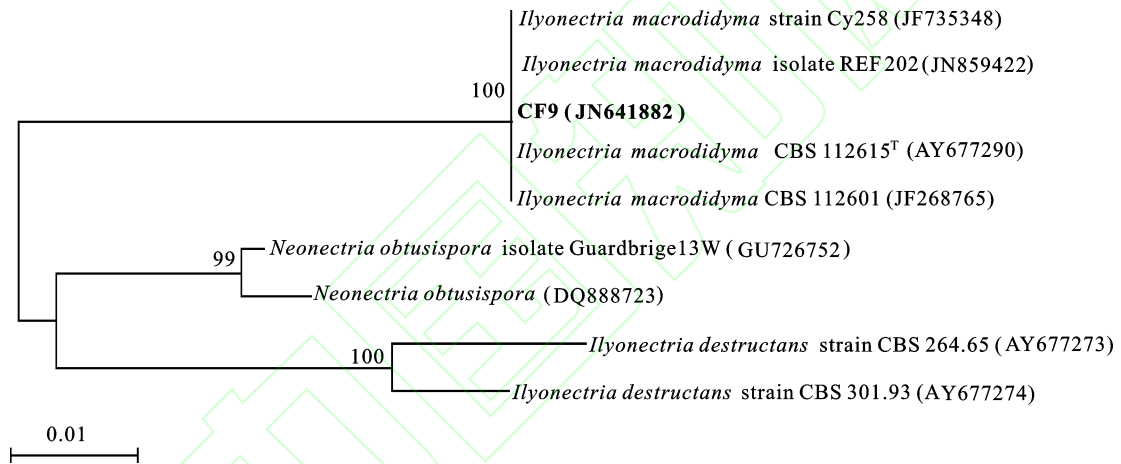 Ilyonectria macrodidyma strain Cy258 (JF735348)
Ilyonectria macrodidyma isolate REF202(JN859422)
100
CF9 (JN641882)
Ilyonectria macrodidyma CBS 112615ᵀ (AY677290)
Ilyonectria macrodidyma CBS 112601 (JF268765)
Neonectria obtusispora isolate Guardbrige13W (GU726752)
99
Neonectria obtusispora (DQ888723)
Ilyonectria destructans strain CBS 264.65 (AY677273)
100
Ilyonectria destructans strain CBS 301.93 (AY677274)
0.01